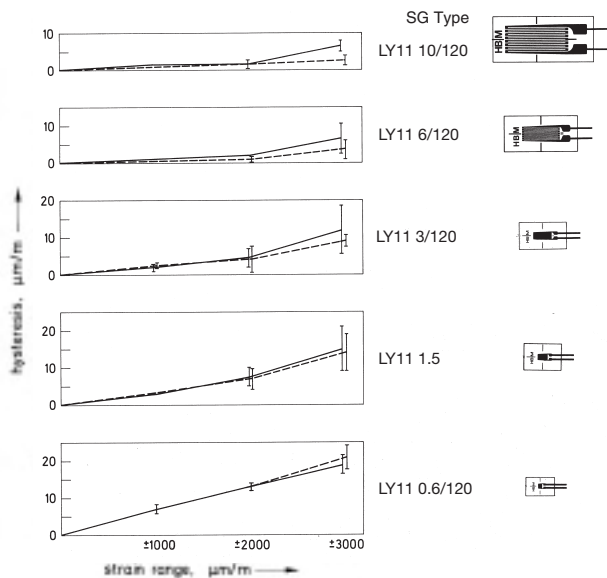 SG Type
10
0
LY11 10/120
HBM
10
0
LY11 6/120
HBM
20
10
0
LY11 3/120
20
10
0
LY11 1.5
20
10
0
LY11 0.6/120
hysteresis, μm/m
±1000
±2000
±3000
strain range, μm/m